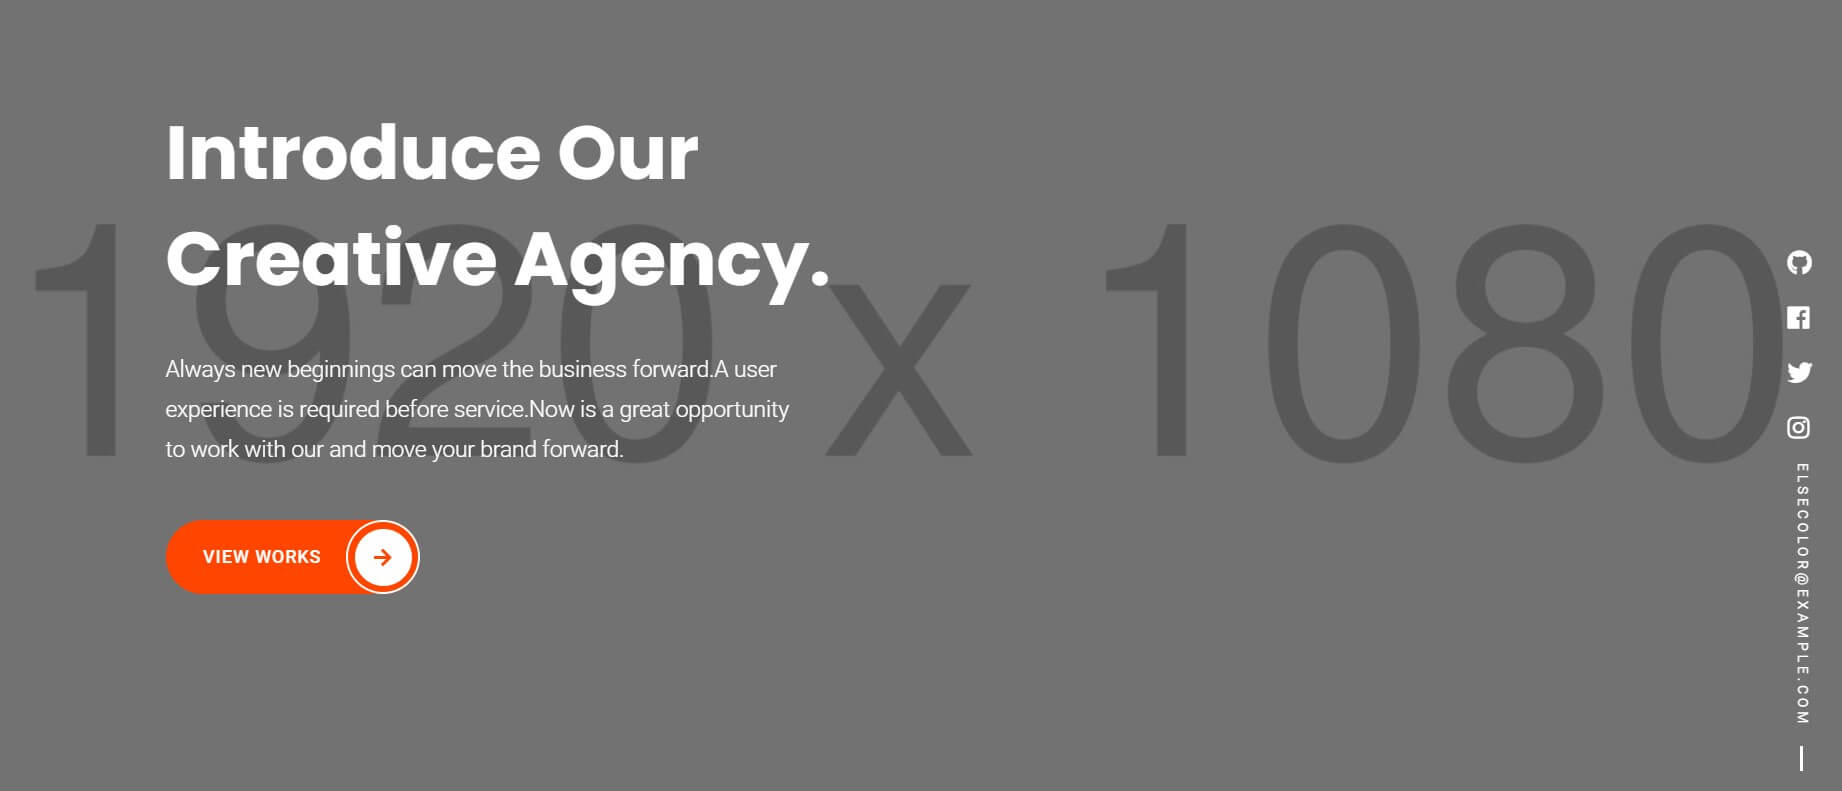 Introduce Our
Creative Agency.
1920 x 1080
Always new beginnings can move the business forward.A user
experience is required before service.Now is a great opportunity
to work with our and move your brand forward.
VIEW WORKS
ELSECOLOR@EXAMPLE.COM